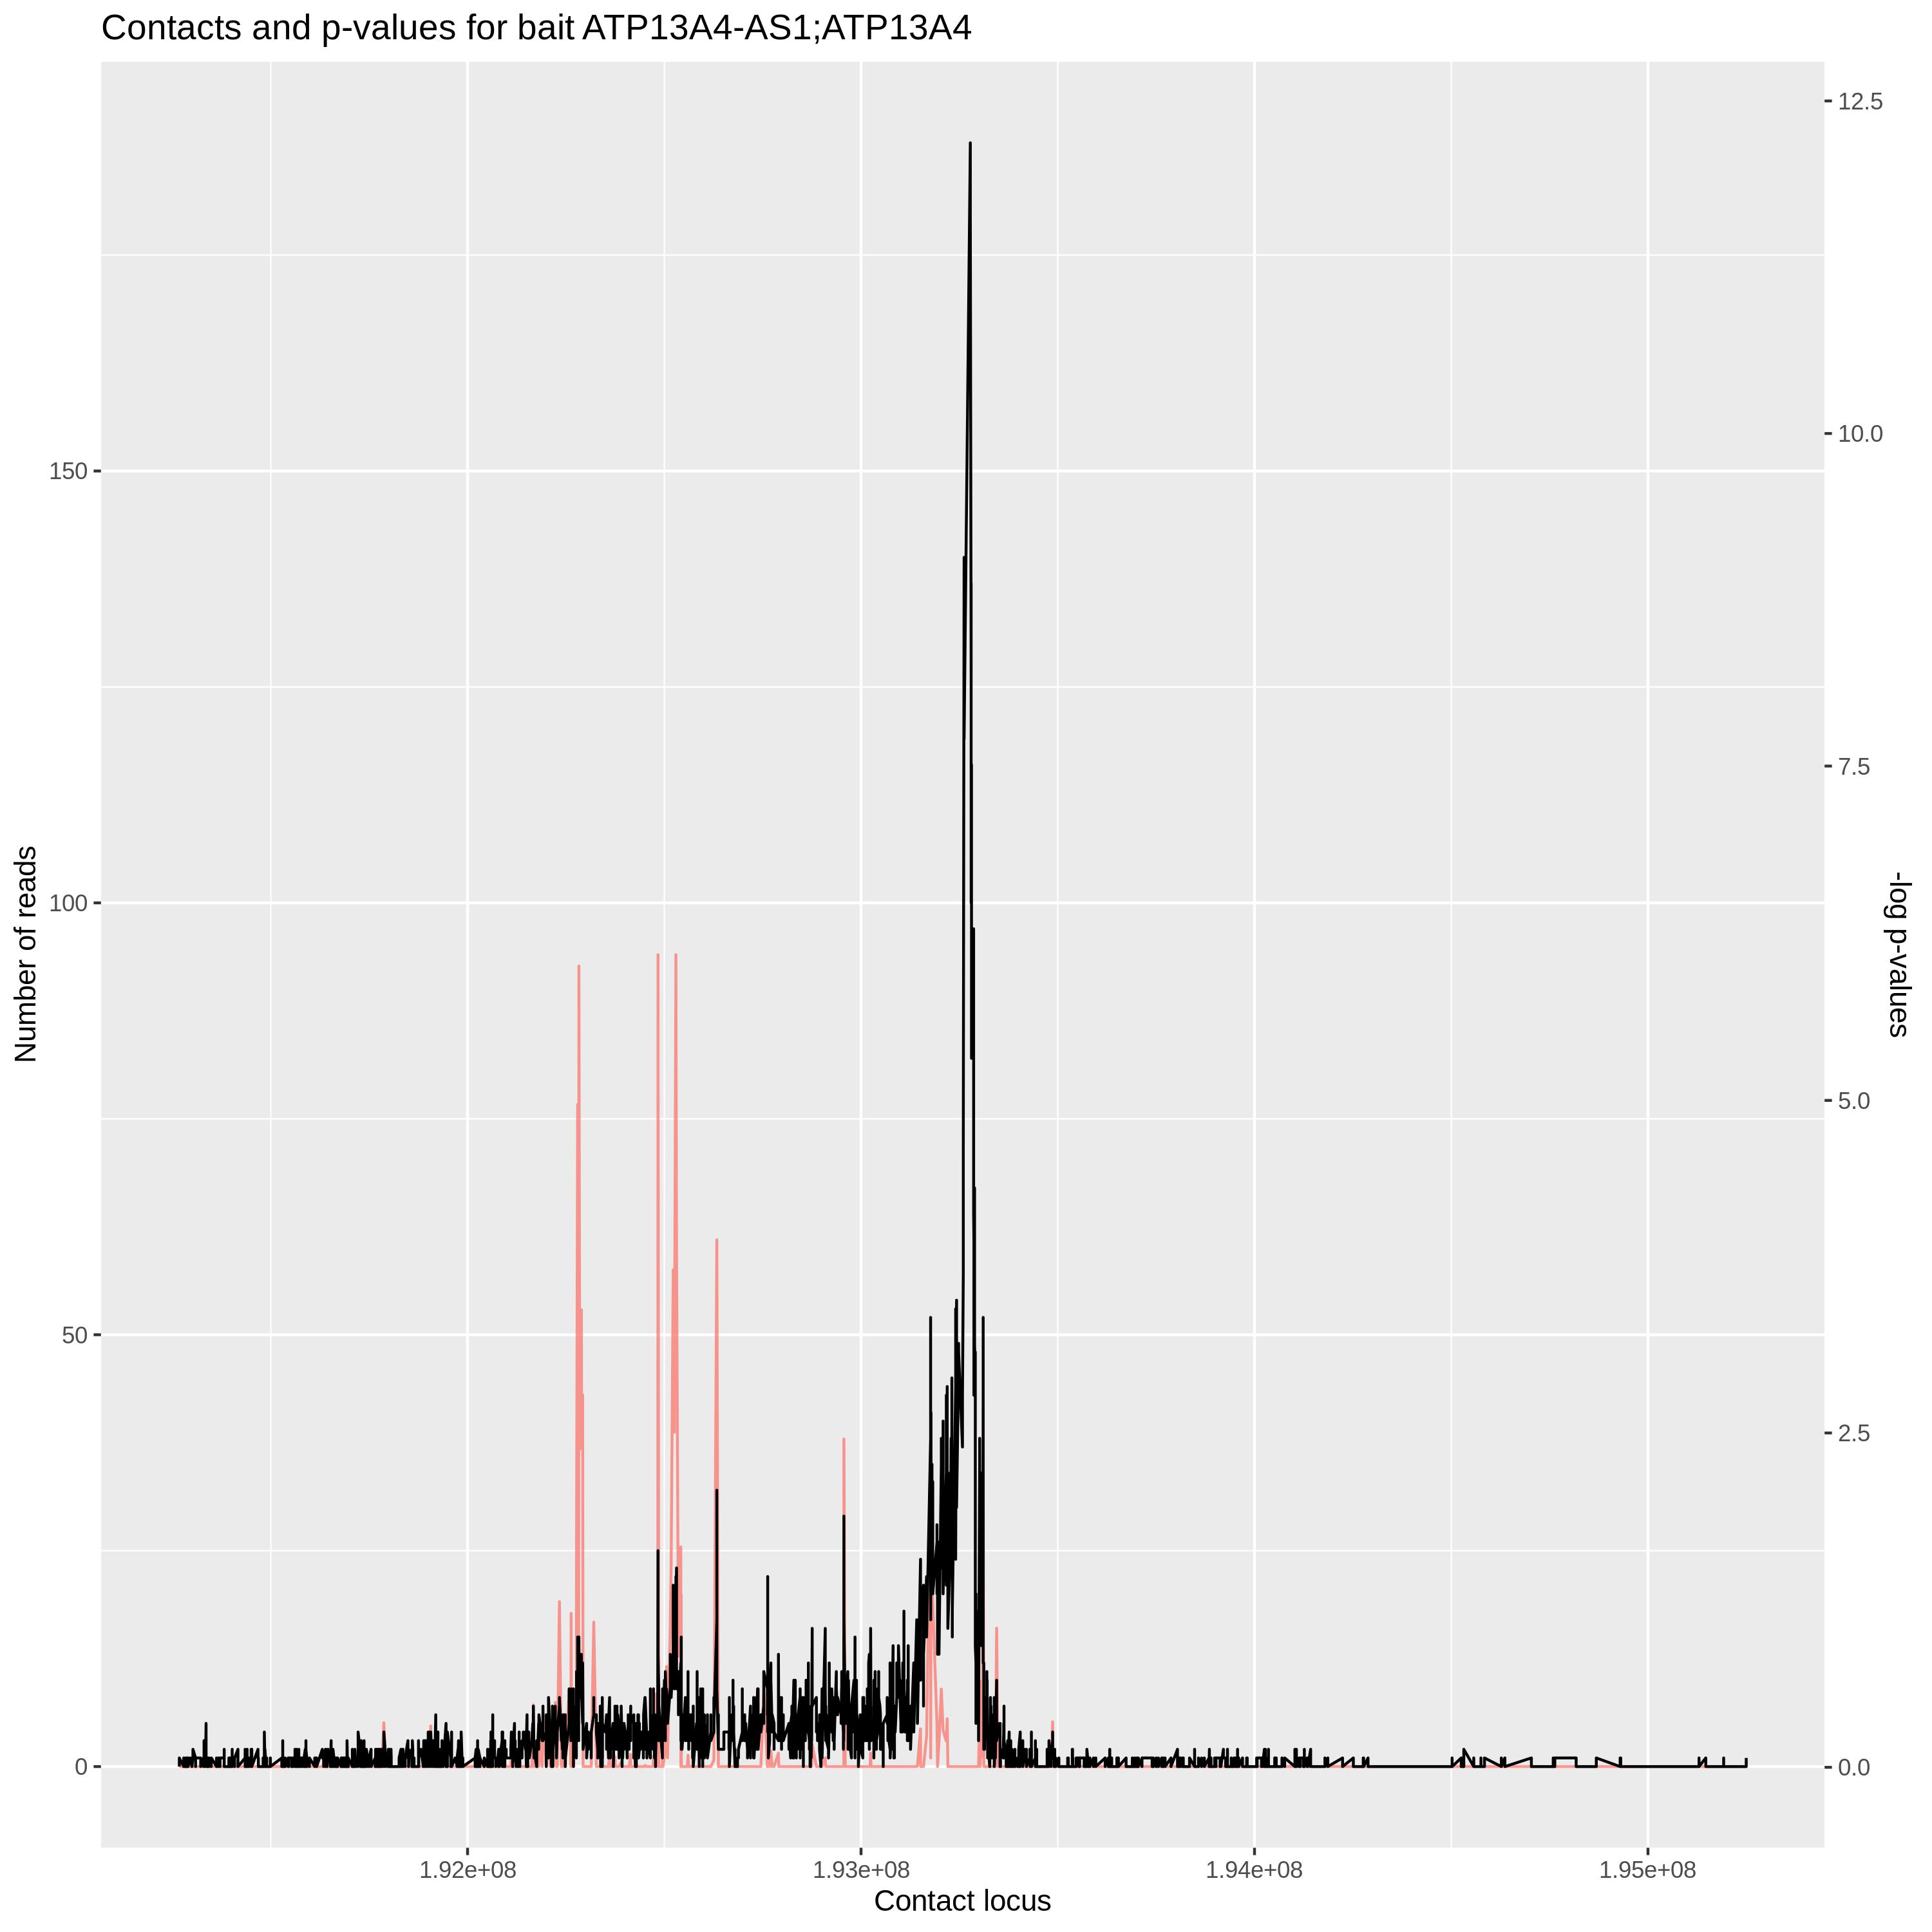 Contacts and p-values for bait ATP13A4-AS1;ATP13A4
12.5
10.0
150
7.5
100
5.0
50
2.5
0
0.0
Number of reads
-log p-values
1.92e+08
1.93e+08
1.94e+08
1.95e+08
Contact locus